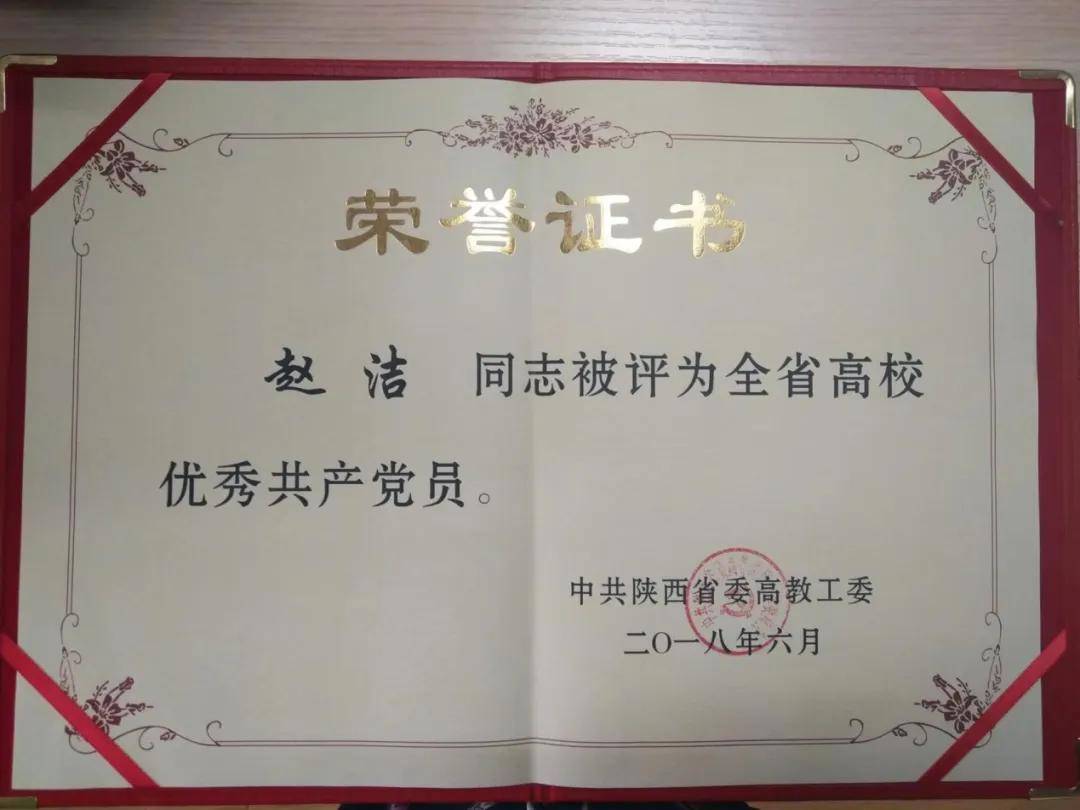 荣誉证书
赵洁 同志被评为全省高校
优秀共产党员。
中共陕西省委高教工委
二〇一八年六月